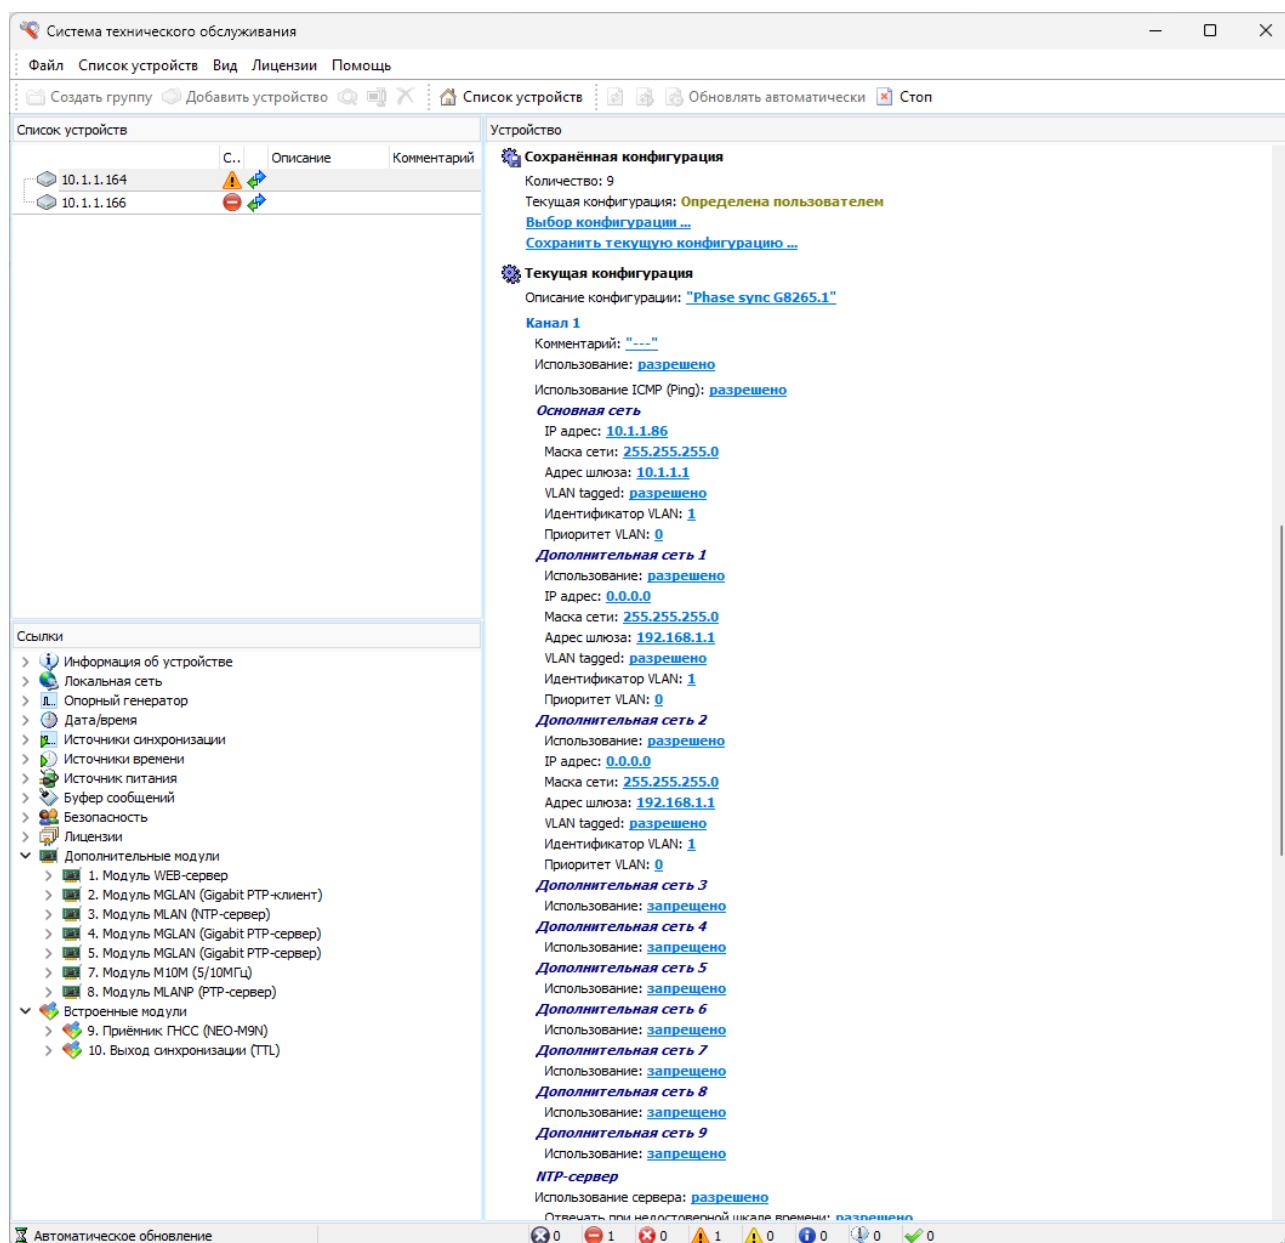 Система технического обслуживания
Файл Список устройств Вид Лицензии Помощь
Создать группу Добавить устройство Список устройств Обновлять автоматически Стоп
Список устройств
С.. Описание Комментарий
10.1.1.164
10.1.1.166
Ссылки
Информация об устройстве
Локальная сеть
Опорный генератор
Дата/время
Источники синхронизации
Источники времени
Источник питания
Буфер сообщений
Безопасность
Лицензии
Дополнительные модули
1. Модуль WEB-сервер
2. Модуль MGLAN (Gigabit PTP-клиент)
3. Модуль MLAN (NTP-сервер)
4. Модуль MGLAN (Gigabit PTP-сервер)
5. Модуль MGLAN (Gigabit PTP-сервер)
7. Модуль M10M (5/10МГц)
8. Модуль MLANP (PTP-сервер)
Встроенные модули
9. Приёмник ГНСС (NEO-M9N)
10. Выход синхронизации (TTL)
Устройство
Сохранённая конфигурация
Количество: 9
Текущая конфигурация: Определена пользователем
Выбор конфигурации ...
Сохранить текущую конфигурацию ...
Текущая конфигурация
Описание конфигурации: "Phase sync G8265.1"
Канал 1
Комментарий: "---"
Использование: разрешено
Использование ICMP (Ping): разрешено
Основная сеть
IP адрес: 10.1.1.86
Маска сети: 255.255.255.0
Адрес шлюза: 10.1.1.1
VLAN tagged: разрешено
Идентификатор VLAN: 1
Приоритет VLAN: 0
Дополнительная сеть 1
Использование: разрешено
IP адрес: 0.0.0.0
Маска сети: 255.255.255.0
Адрес шлюза: 192.168.1.1
VLAN tagged: разрешено
Идентификатор VLAN: 1
Приоритет VLAN: 0
Дополнительная сеть 2
Использование: разрешено
IP адрес: 0.0.0.0
Маска сети: 255.255.255.0
Адрес шлюза: 192.168.1.1
VLAN tagged: разрешено
Идентификатор VLAN: 1
Приоритет VLAN: 0
Дополнительная сеть 3
Использование: запрещено
Дополнительная сеть 4
Использование: запрещено
Дополнительная сеть 5
Использование: запрещено
Дополнительная сеть 6
Использование: запрещено
Дополнительная сеть 7
Использование: запрещено
Дополнительная сеть 8
Использование: запрещено
Дополнительная сеть 9
Использование: запрещено
NTP-сервер
Использование сервера: разрешено
Отвечать при недостоверной шкале времени: разрешено
Автоматическое обновление
0 1 0 1 0 0 0 0